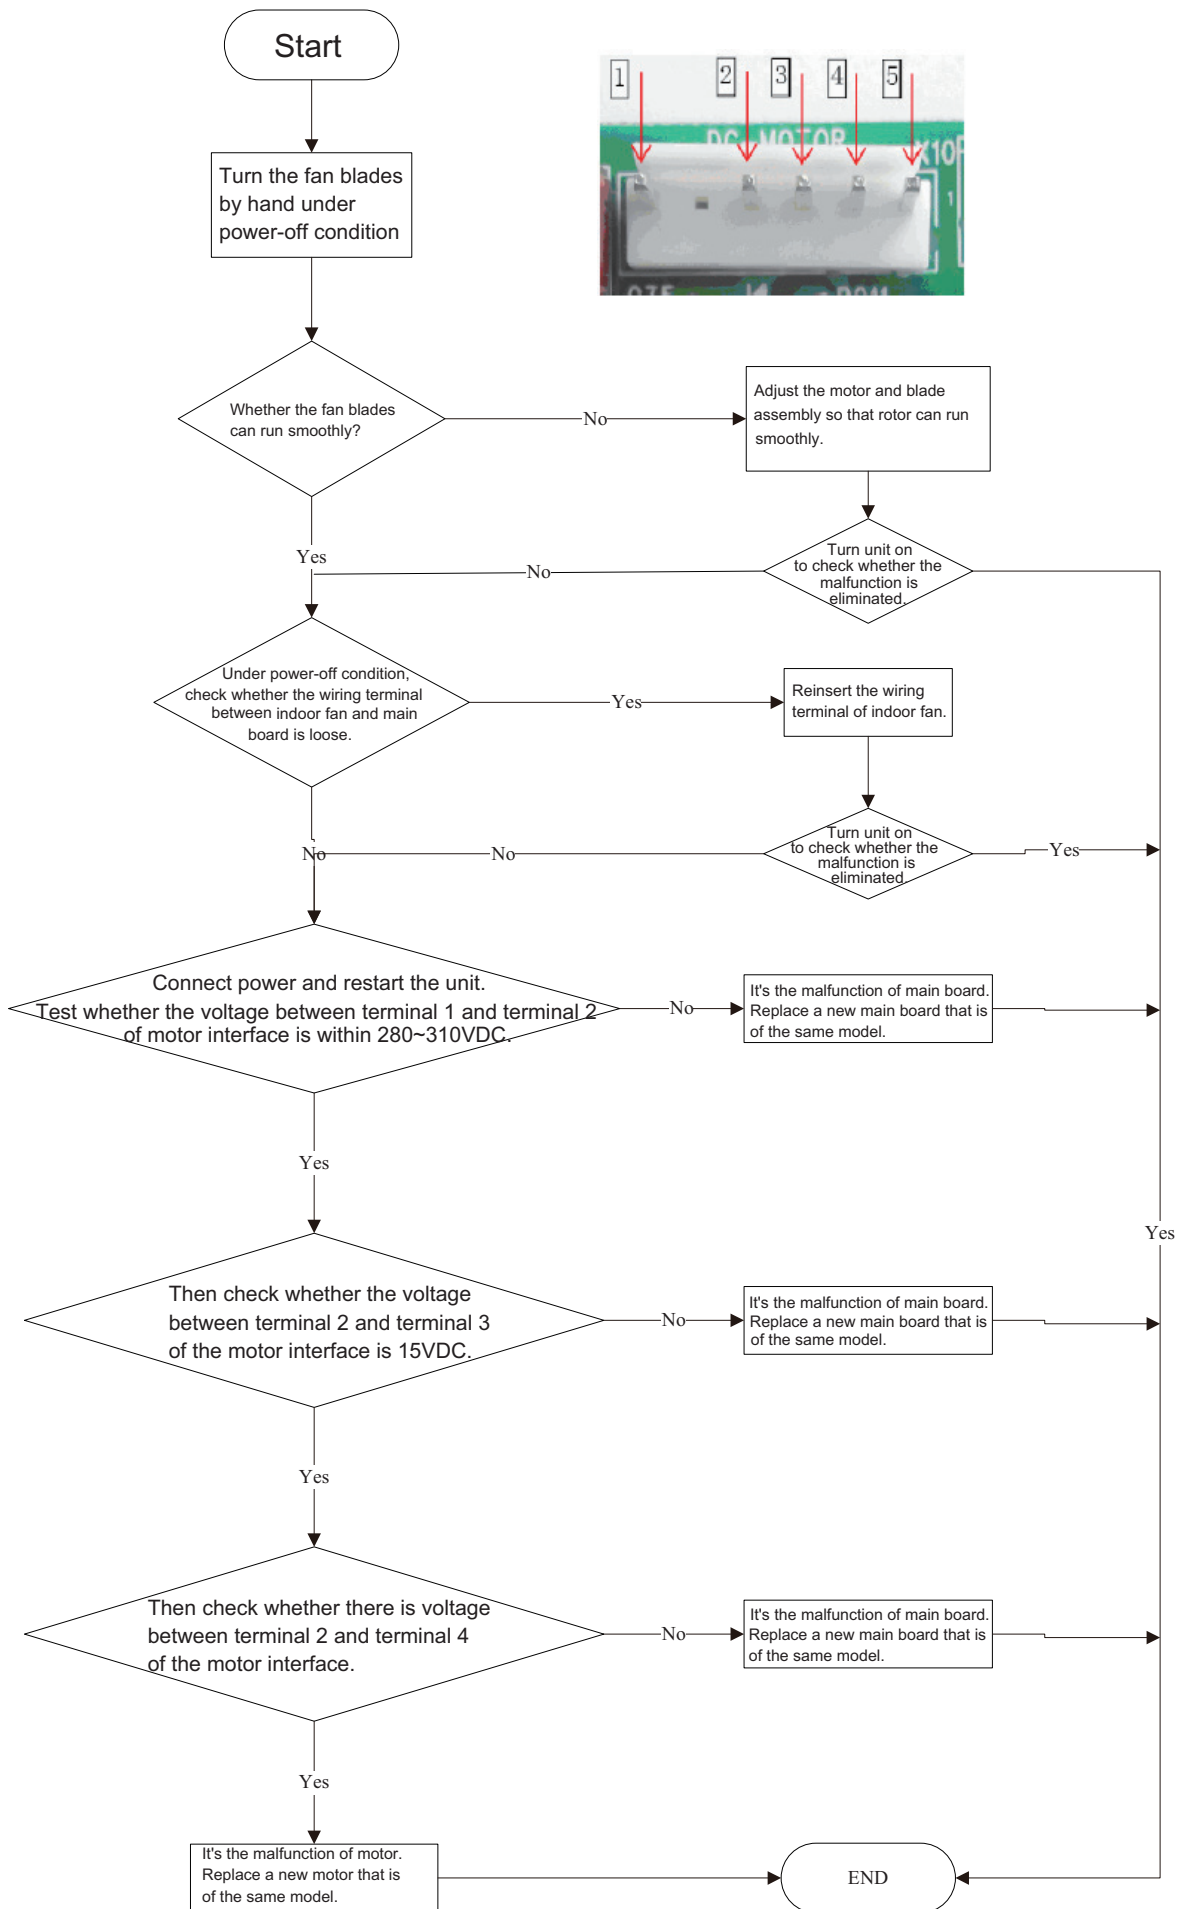 Start
1
2
3
4
5
DC-MOTOR
1
Turn the fan blades
by hand under
power-off condition
Whether the fan blades
can run smoothly?
No
Adjust the motor and blade
assembly so that rotor can run
smoothly.
Yes
No
Turn unit on
to check whether the
malfunction is
eliminated.
Under power-off condition,
check whether the wiring terminal
between indoor fan and main
board is loose.
Yes
Reinsert the wiring
terminal of indoor fan.
No
No
Turn unit on
to check whether the
malfunction is
eliminated.
Yes
Connect power and restart the unit.
Test whether the voltage between terminal 1 and terminal 2
of motor interface is within 280~310VDC.
No
It's the malfunction of main board.
Replace a new main board that is
of the same model.
Yes
Yes
Then check whether the voltage
between terminal 2 and terminal 3
of the motor interface is 15VDC.
No
It's the malfunction of main board.
Replace a new main board that is
of the same model.
Yes
Then check whether there is voltage
between terminal 2 and terminal 4
of the motor interface.
No
It's the malfunction of main board.
Replace a new main board that is
of the same model.
Yes
It's the malfunction of motor.
Replace a new motor that is
of the same model.
END